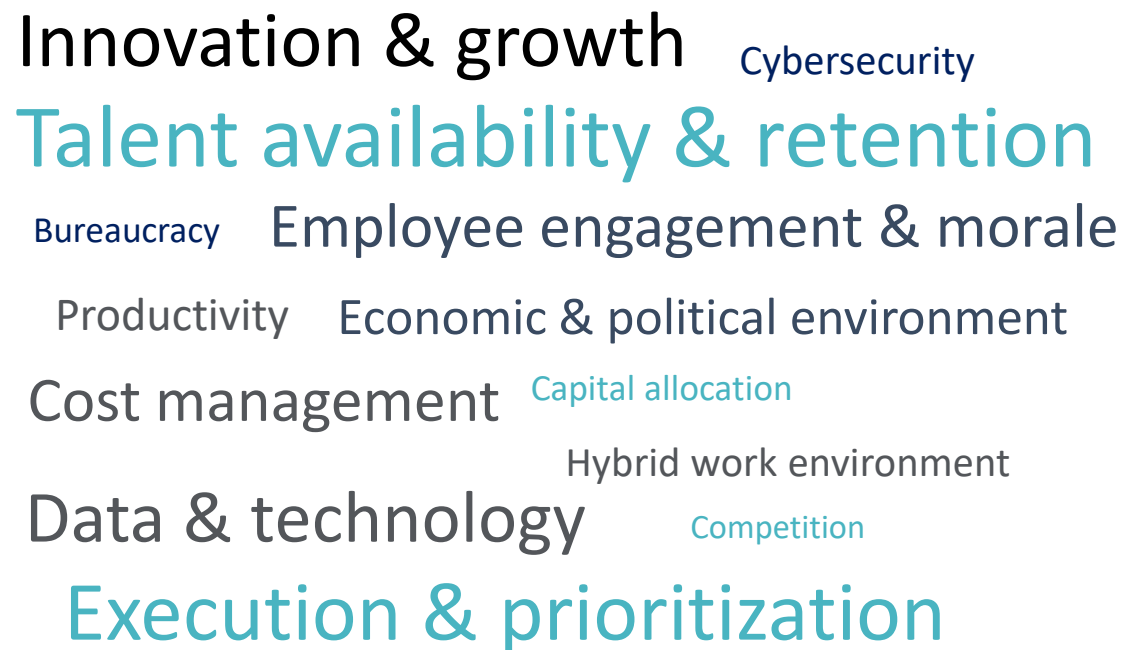 Innovation & growth
Cybersecurity
Talent availability & retention
Bureaucracy
Employee engagement & morale
Productivity
Economic & political environment
Cost management
Capital allocation
Hybrid work environment
Data & technology
Competition
Execution & prioritization